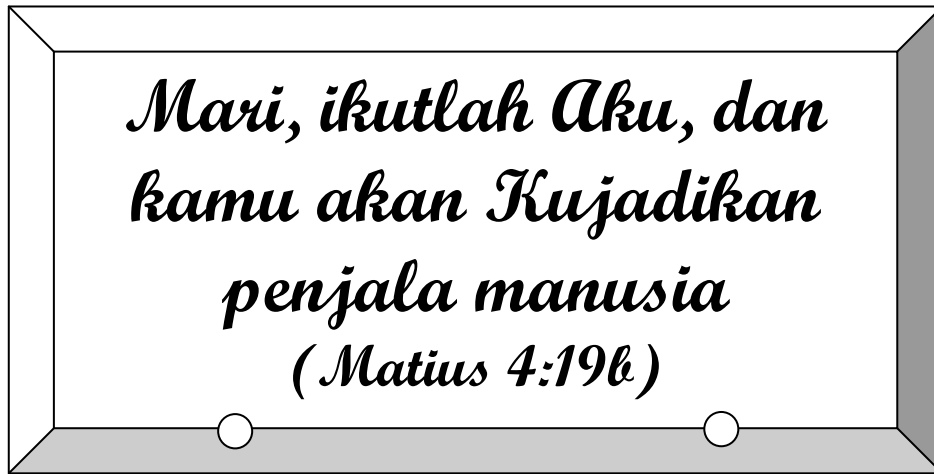 Mari, ikutlah Aku, dan
kamu akan Kujadikan
penjala manusia
(Matius 4:19b)